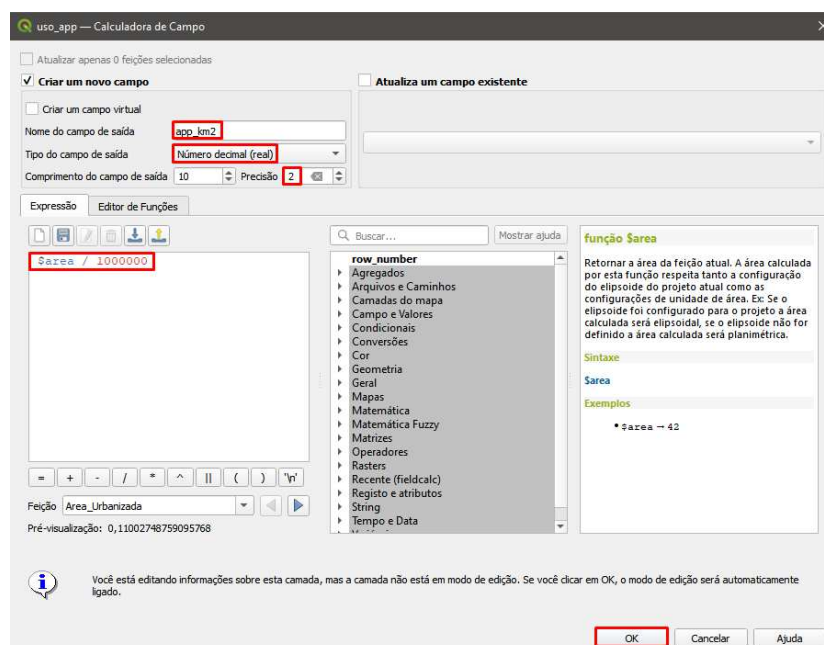 uso_app — Calculadora de Campo
Atualizar apenas 0 feições selecionadas
Criar um novo campo
Atualiza um campo existente
Criar um campo virtual
Nome do campo de saída app_km2
Tipo do campo de saída Número decimal (real)
Comprimento do campo de saída 10 Precisão 2
Expressão Editor de Funções
$area / 1000000
= + - / * ^ || ( ) '\n'
Feição Area_Urbanizada
Pré-visualização: 0,11002748759095768
Buscar... Mostrar ajuda
row_number
Agregados
Arquivos e Caminhos
Camadas do mapa
Campo e Valores
Condicionais
Conversões
Cor
Geometria
Geral
Mapas
Matemática
Matemática Fuzzy
Matrizes
Operadores
Rasters
Recente (fieldcalc)
Registo e atributos
String
Tempo e Data
função $area
Retornar a área da feição atual. A área calculada
por esta função respeita tanto a configuração
do elipsoide do projeto atual como as
configurações de unidade de área. Ex: Se o
elipsoide foi configurado para o projeto a área
calculada será elipsoidal, se o elipsoide não for
definido a área calculada será planimétrica.
Sintaxe
$area
Exemplos
• $area → 42
Você está editando informações sobre esta camada, mas a camada não está em modo de edição. Se você clicar em OK, o modo de edição será automaticamente
ligado.
OK Cancelar Ajuda